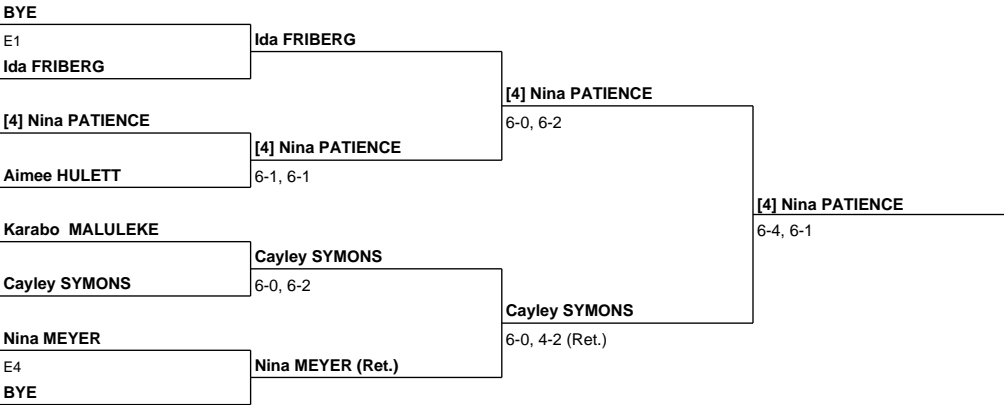 BYE
E1
Ida FRIBERG
Ida FRIBERG
[4] Nina PATIENCE
6-0, 6-2
[4] Nina PATIENCE
[4] Nina PATIENCE
6-1, 6-1
Aimee HULETT
[4] Nina PATIENCE
6-4, 6-1
Karabo  MALULEKE
Cayley SYMONS
6-0, 6-2
Cayley SYMONS
Cayley SYMONS
6-0, 4-2 (Ret.)
Nina MEYER
E4
Nina MEYER (Ret.)
BYE